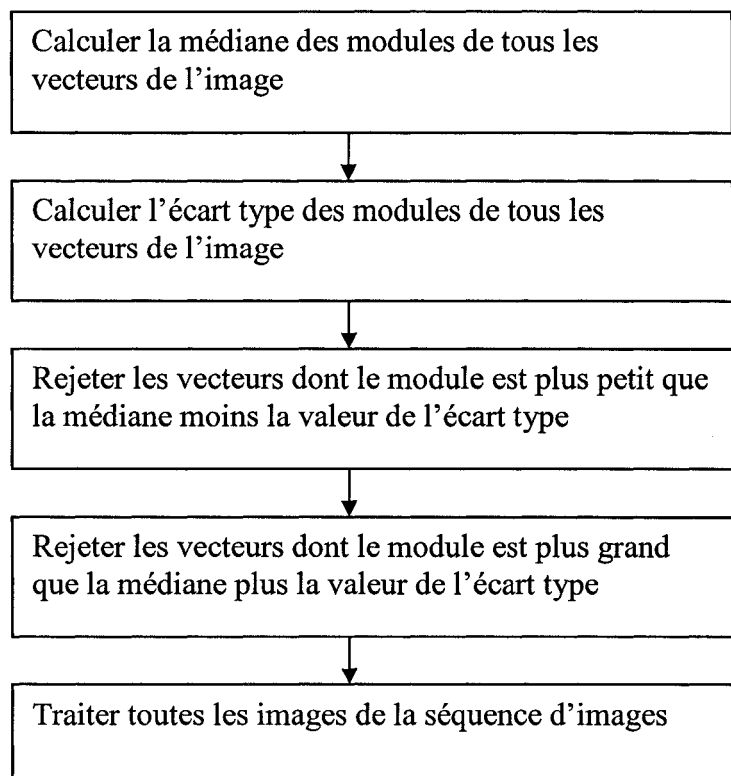 Calculer la médiane des modules de tous les
vecteurs de l'image
Calculer l'écart type des modules de tous les
vecteurs de l'image
Rejeter les vecteurs dont le module est plus petit que
la médiane moins la valeur de l'écart type
Rejeter les vecteurs dont le module est plus grand
que la médiane plus la valeur de l'écart type
Traiter toutes les images de la séquence d'images